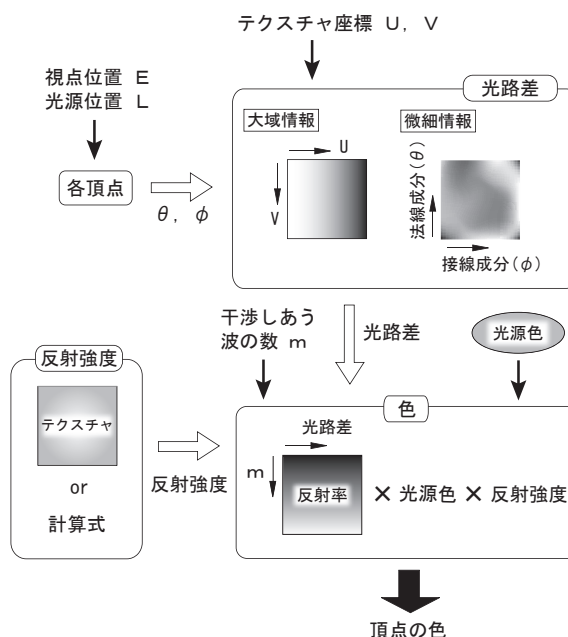 テクスチャ座標 U, V
視点位置 E
光源位置 L
光路差
大域情報
微細情報
U
V
法線成分(θ)
接線成分(φ)
各頂点
θ, φ
干渉しあう
波の数 m
光路差
光源色
反射強度
テクスチャ
or
計算式
反射強度
色
光路差
m
反射率
× 光源色 × 反射強度
頂点の色